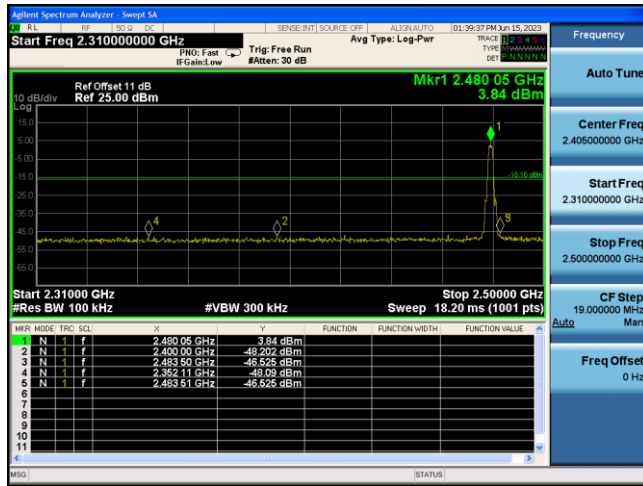 Agilent Spectrum Analyzer - Swept SA
RL RF 50 Ω DC SENSE:INT SOURCE OFF ALIGNAUTO 01:39:37 PM Jun 15, 2023
Start Freq 2.310000000 GHz
PNO: Fast
IFGain:Low
Trig: Free Run
#Atten: 30 dB
Avg Type: Log-Pwr
TRACE 1 2 3 4 5 6
TYPE MWWWWW
DET P NNNNN
Frequency
Auto Tune
Center Freq
2.405000000 GHz
Start Freq
2.310000000 GHz
Stop Freq
2.500000000 GHz
CF Step
19.000000 MHz
Auto Man
Freq Offset
0 Hz
Mkr1 2.480 05 GHz
3.84 dBm
Ref Offset 11 dB
Ref 25.00 dBm
10 dB/div
Log
15.0
5.00
-5.00
-15.0
-25.0
-35.0
-45.0
-55.0
-65.0
1
-16.16 dBm
4
2
5
Start 2.31000 GHz
Stop 2.50000 GHz
#Res BW 100 kHz
#VBW 300 kHz
Sweep 18.20 ms (1001 pts)
MKR MODE TRC SCL X Y FUNCTION FUNCTION WIDTH FUNCTION VALUE
1 N 1 f 2.480 05 GHz 3.84 dBm
2 N 1 f 2.400 00 GHz -48.202 dBm
3 N 1 f 2.483 50 GHz -46.525 dBm
4 N 1 f 2.352 11 GHz -48.09 dBm
5 N 1 f 2.483 51 GHz -46.525 dBm
6
7
8
9
10
11
MSG
STATUS